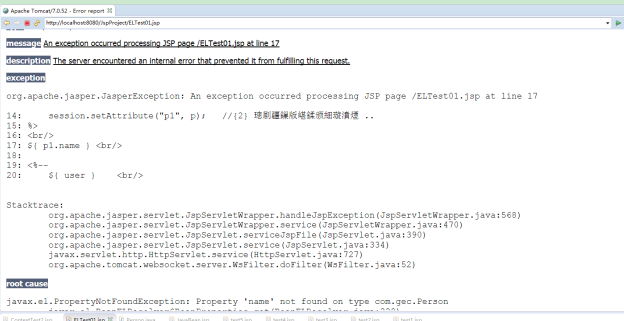 Apache Tomcat/7.0.52 - Error report
http://localhost:8080/JspProject/ELTest01.jsp
message An exception occurred processing JSP page /ELTest01.jsp at line 17
description The server encountered an internal error that prevented it from fulfilling this request.
exception
org.apache.jasper.JasperException: An exception occurred processing JSP page /ELTest01.jsp at line 17
14: session.setAttribute("p1", p); //{2} ..
15: %>
16: <br/>
17: ${ p1.name } <br/>
18:
19: <%--
20: ${ user } <br/>
Stacktrace:
org.apache.jasper.servlet.JspServletWrapper.handleJspException(JspServletWrapper.java:568)
org.apache.jasper.servlet.JspServletWrapper.service(JspServletWrapper.java:470)
org.apache.jasper.servlet.JspServlet.serviceJspFile(JspServlet.java:390)
org.apache.jasper.servlet.JspServlet.service(JspServlet.java:334)
javax.servlet.http.HttpServlet.service(HttpServlet.java:727)
org.apache.tomcat.websocket.server.WsFilter.doFilter(WsFilter.java:52)
root cause
javax.el.PropertyNotFoundException: Property 'name' not found on type com.gec.Person
ELTest01.jsp